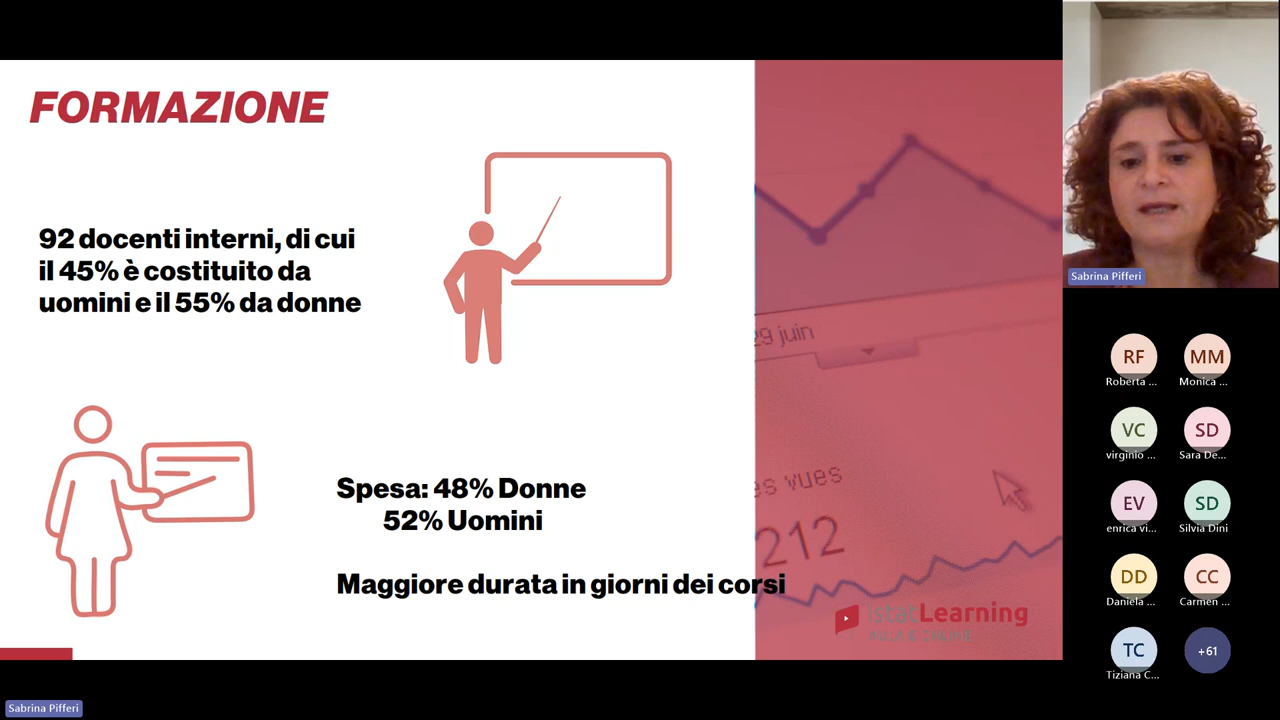 FORMAZIONE
92 docenti interni, di cui
il 45% è costituito da
uomini e il 55% da donne
Spesa: 48% Donne
52% Uomini
Maggiore durata in giorni dei corsi
29 juin
es vues
212
istatLearning
Sabrina Pifferi
RF
Roberta ...
MM
Monica ...
VC
virginio ...
SD
Sara De...
EV
enrica vi...
SD
Silvia Dini
DD
Daniela ...
CC
Carmen ...
TC
Tiziana C...
+61
Sabrina Pifferi